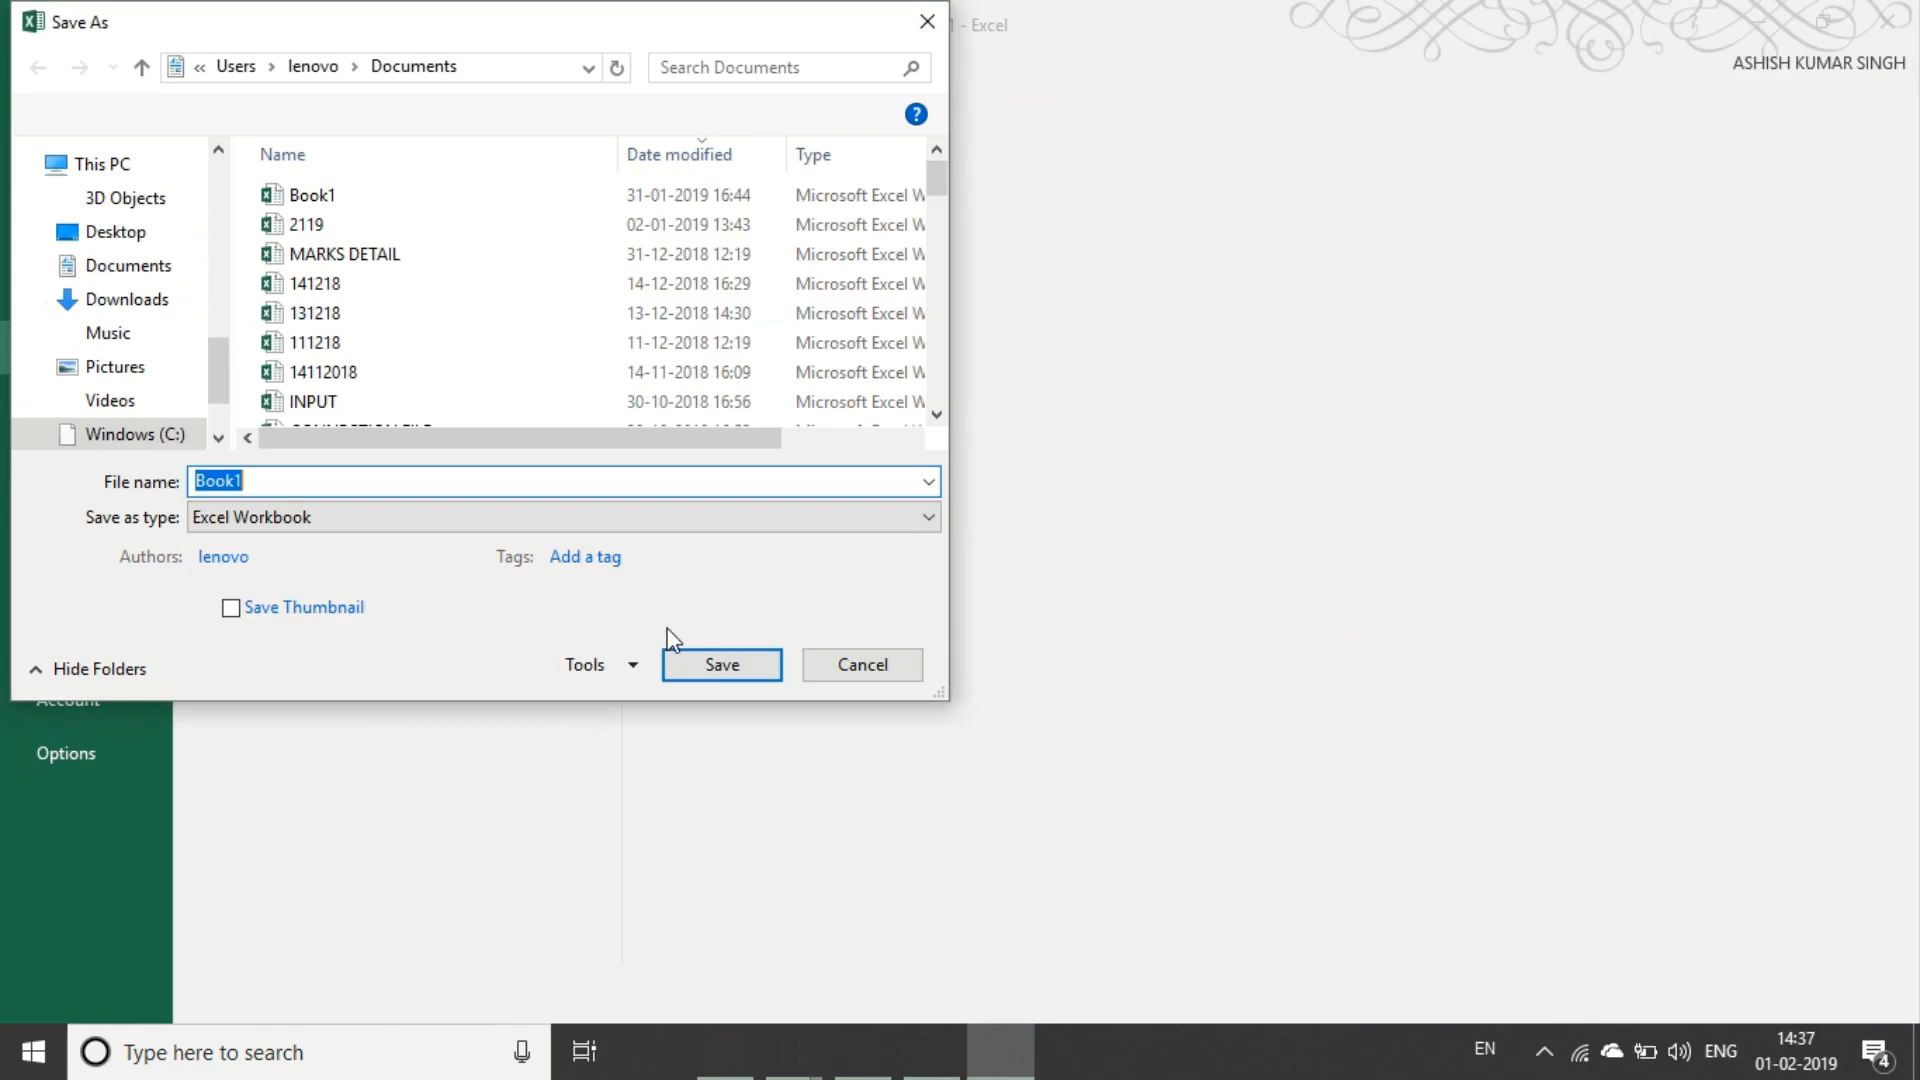 Save As
1 - Excel
ASHISH KUMAR SINGH
« Users › lenovo › Documents
Search Documents
?
Name Date modified Type
This PC
3D Objects
Desktop
Documents
Downloads
Music
Pictures
Videos
Windows (C:)
Book1 31-01-2019 16:44 Microsoft Excel W
2119 02-01-2019 13:43 Microsoft Excel W
MARKS DETAIL 31-12-2018 12:19 Microsoft Excel W
141218 14-12-2018 16:29 Microsoft Excel W
131218 13-12-2018 14:30 Microsoft Excel W
111218 11-12-2018 12:19 Microsoft Excel W
14112018 14-11-2018 16:09 Microsoft Excel W
INPUT 30-10-2018 16:56 Microsoft Excel W
File name: Book1
Save as type: Excel Workbook
Authors: lenovo Tags: Add a tag
Save Thumbnail
Hide Folders Tools Save Cancel
Account
Options
Type here to search
EN ENG 14:37
01-02-2019
4